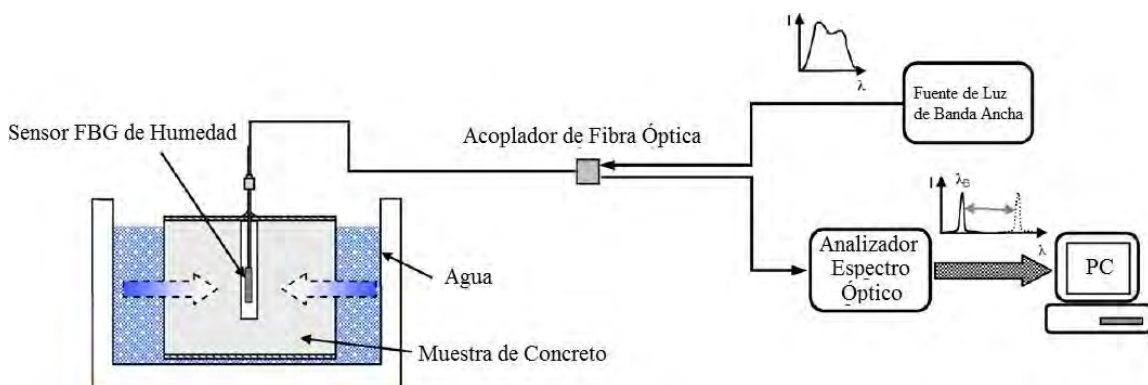 I
λ
Fuente de Luz
de Banda Ancha
Sensor FBG de Humedad
Acoplador de Fibra Óptica
I
λB
λ
Analizador
Espectro
Óptico
PC
Agua
Muestra de Concreto